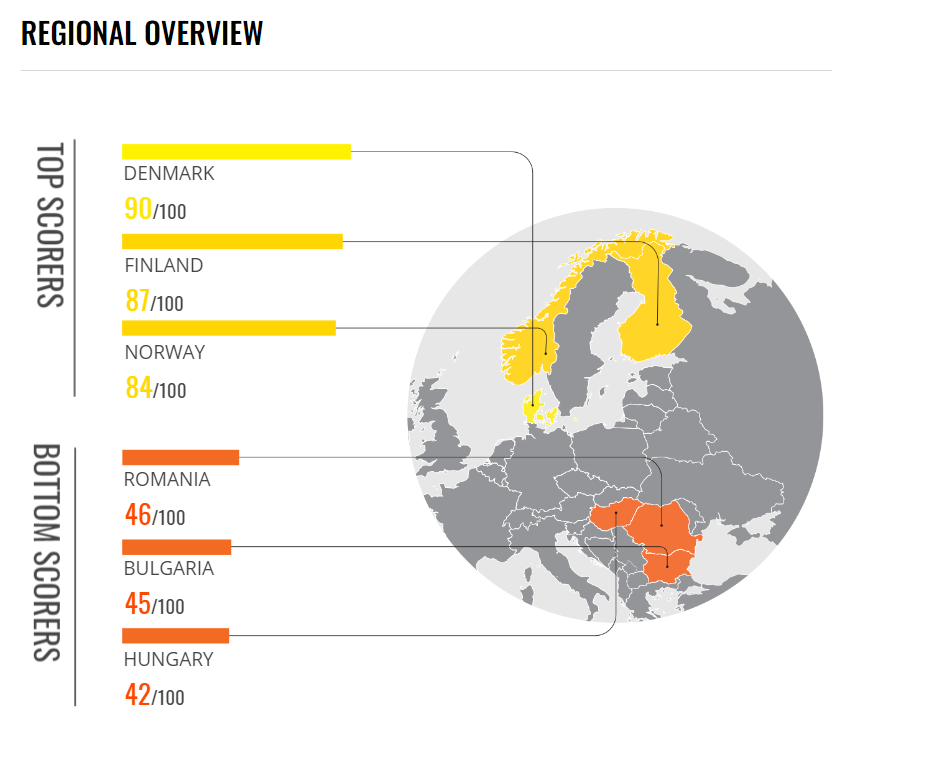 REGIONAL OVERVIEW
TOP SCORERS
DENMARK
90/100
FINLAND
87/100
NORWAY
84/100
BOTTOM SCORERS
ROMANIA
46/100
BULGARIA
45/100
HUNGARY
42/100